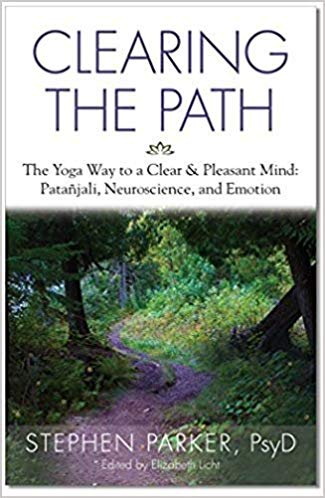 CLEARING
THE PATH
The Yoga Way to a Clear & Pleasant Mind:
Patañjali, Neuroscience, and Emotion
STEPHEN PARKER, PsyD
Edited by Elizabeth Licht